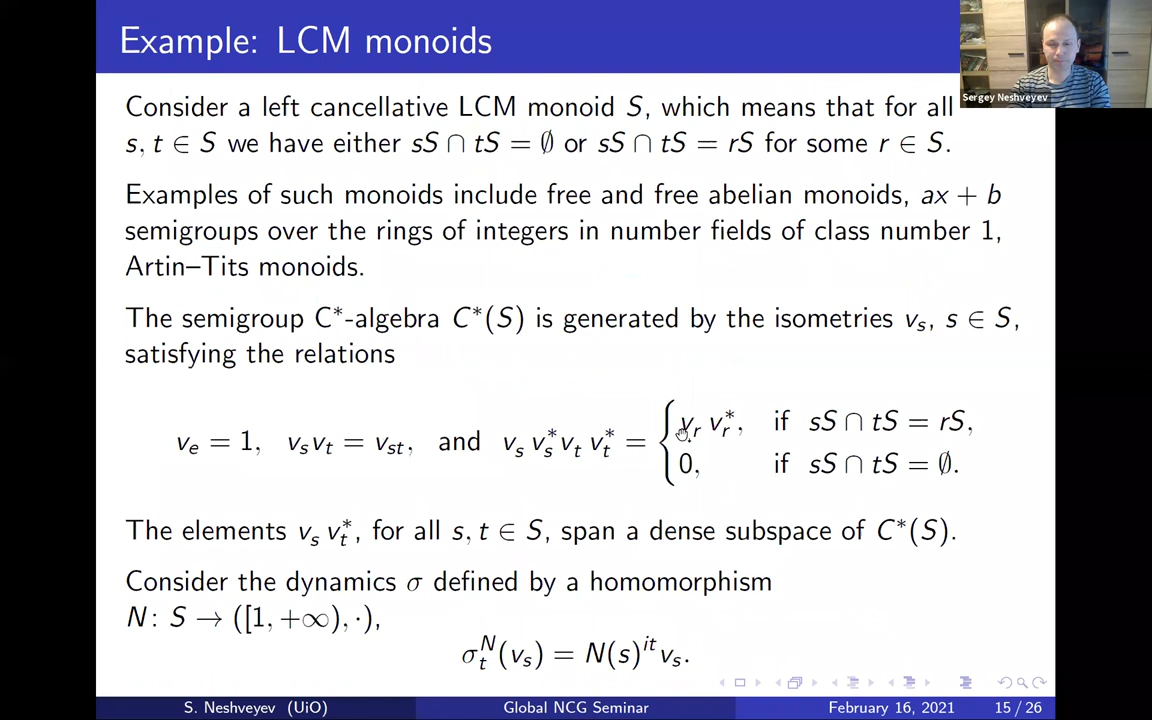 Example: LCM monoids
Sergey Neshveyev
Consider a left cancellative LCM monoid S, which means that for all
s, t ∈ S we have either sS ∩ tS = ∅ or sS ∩ tS = rS for some r ∈ S.
Examples of such monoids include free and free abelian monoids, ax + b
semigroups over the rings of integers in number fields of class number 1,
Artin–Tits monoids.
The semigroup C*-algebra C*(S) is generated by the isometries v_s, s ∈ S,
satisfying the relations
v_e = 1, v_s v_t = v_{st}, and v_s v_s^* v_t v_t^* = { v_r v_r^*, if sS ∩ tS = rS,
0, if sS ∩ tS = ∅.
The elements v_s v_t^*, for all s, t ∈ S, span a dense subspace of C*(S).
Consider the dynamics σ defined by a homomorphism
N: S → ([1, +∞), ·),
σ_t^N(v_s) = N(s)^{it} v_s.
S. Neshveyev (UiO) Global NCG Seminar February 16, 2021 15 / 26